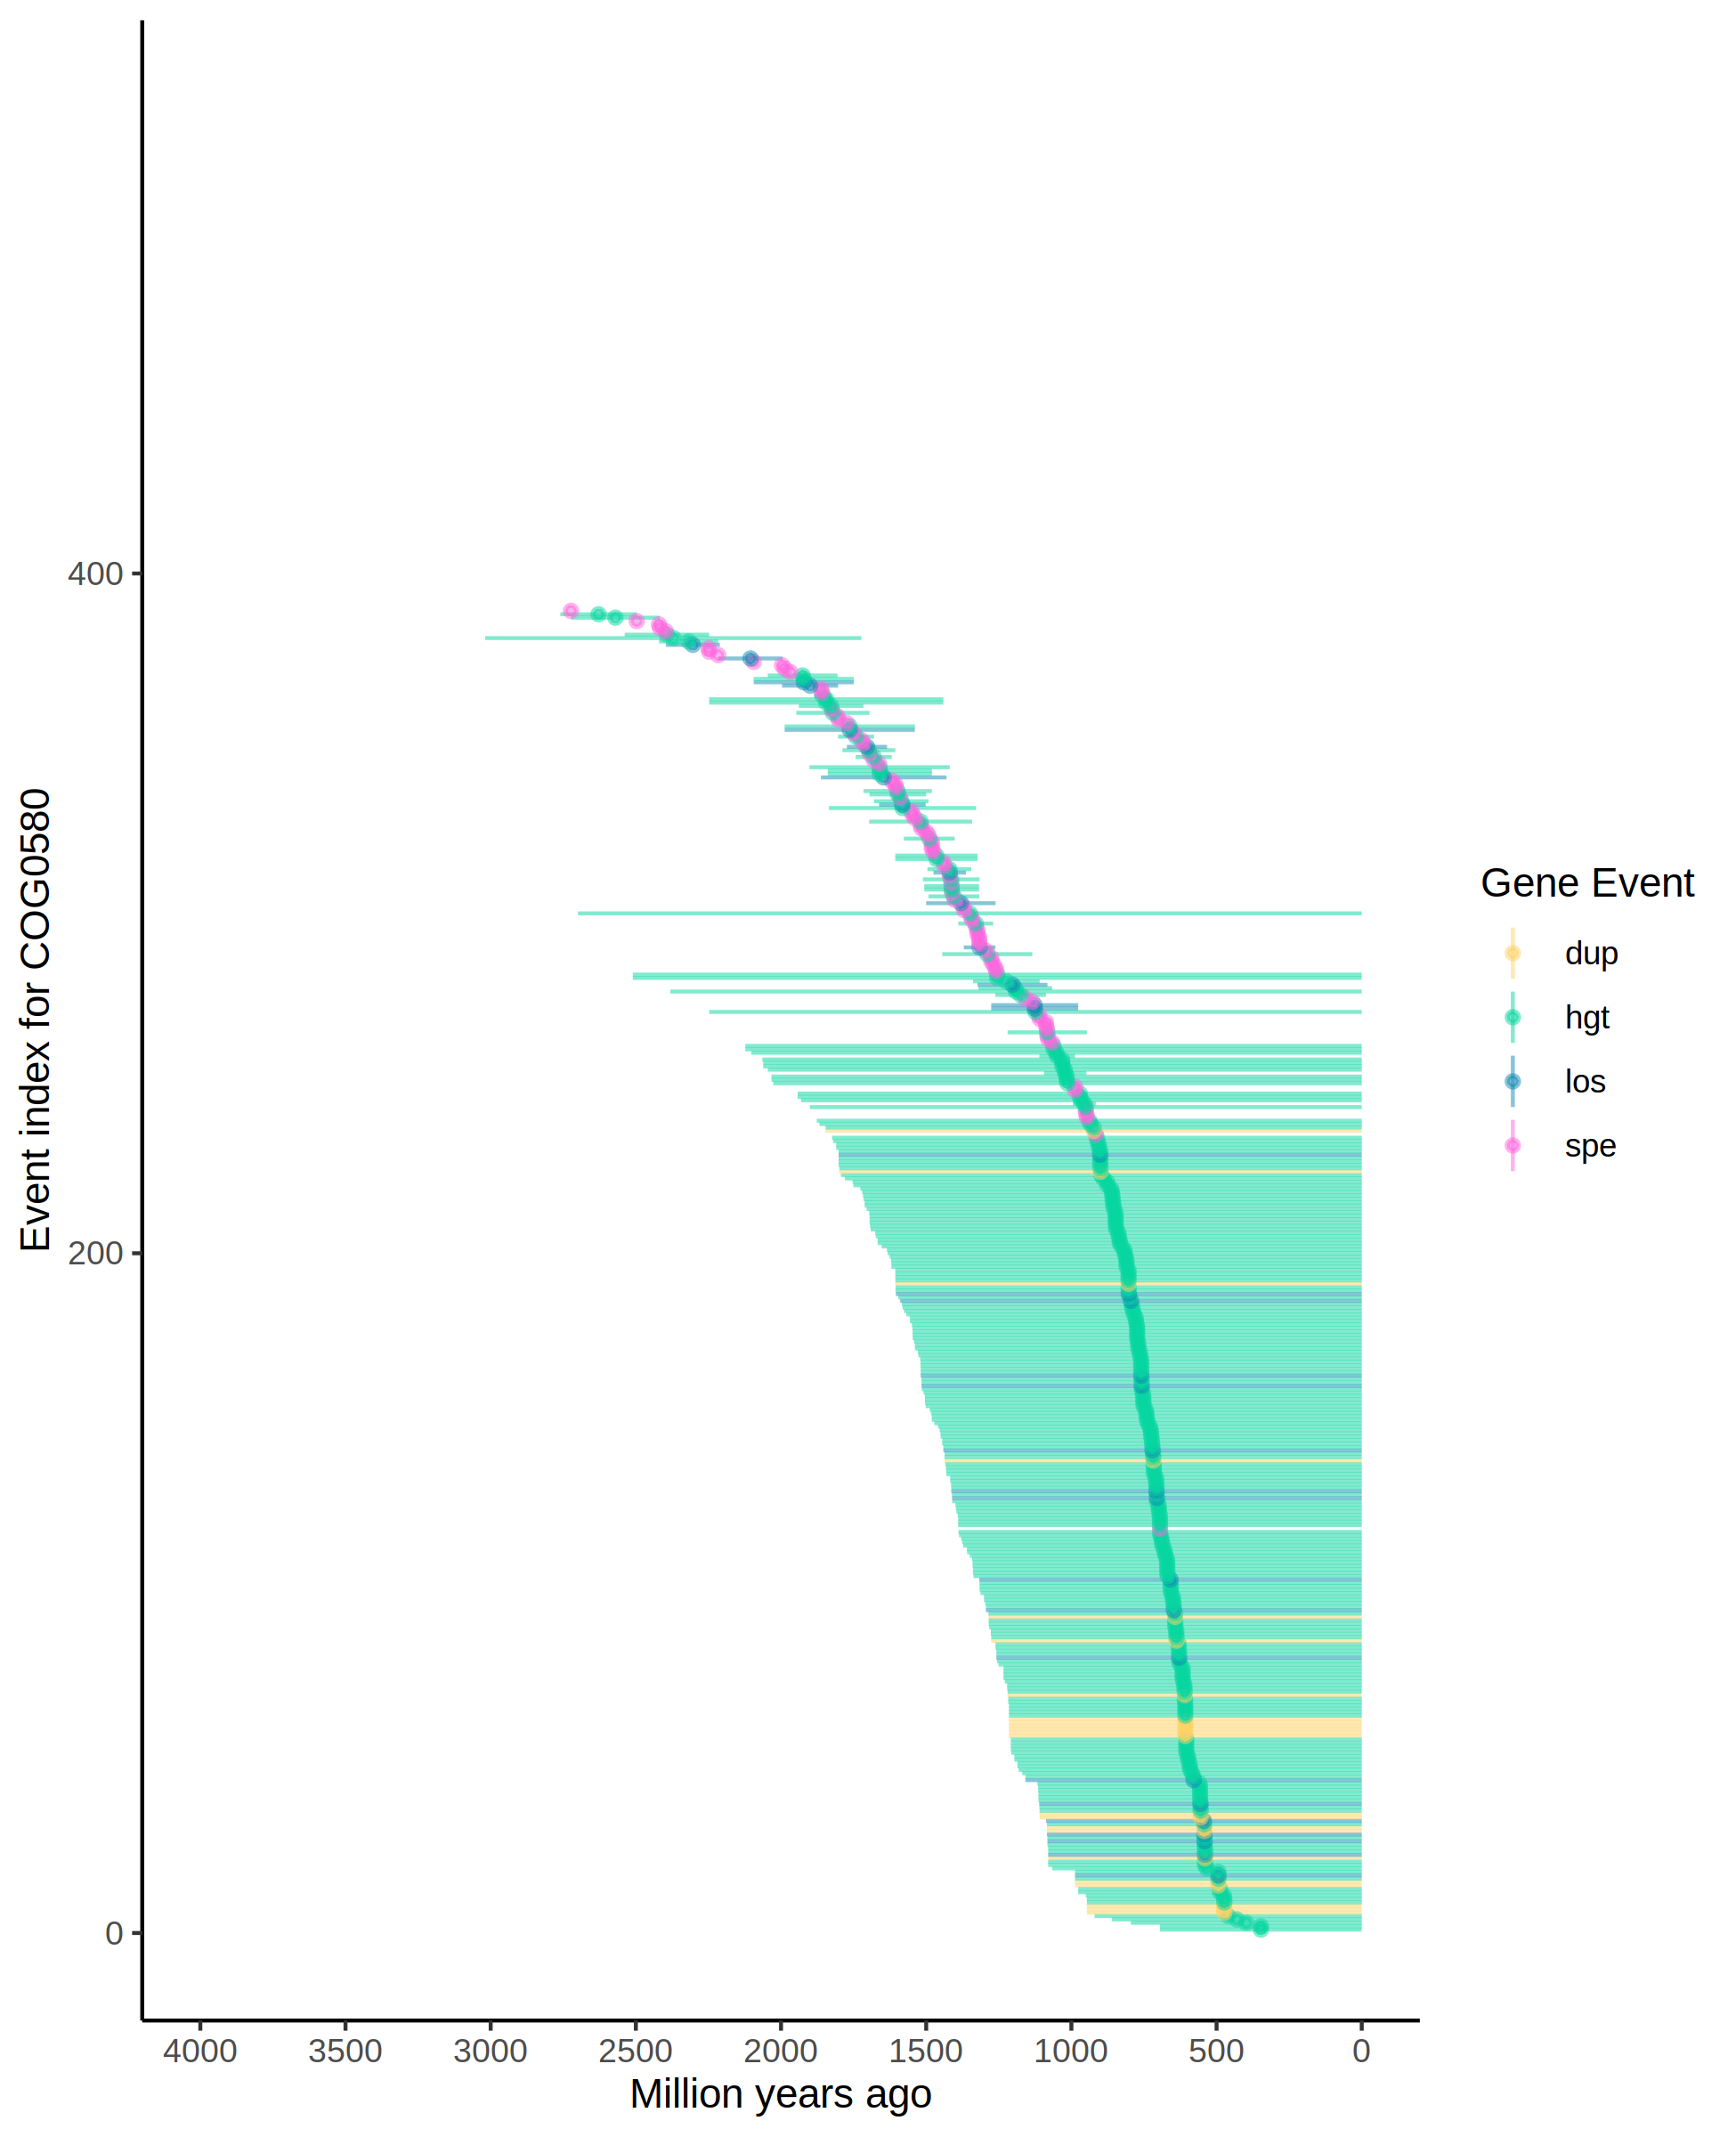 Event index for COG0580
400
200
0
4000 3500 3000 2500 2000 1500 1000 500 0
Million years ago
Gene Event
dup
hgt
los
spe